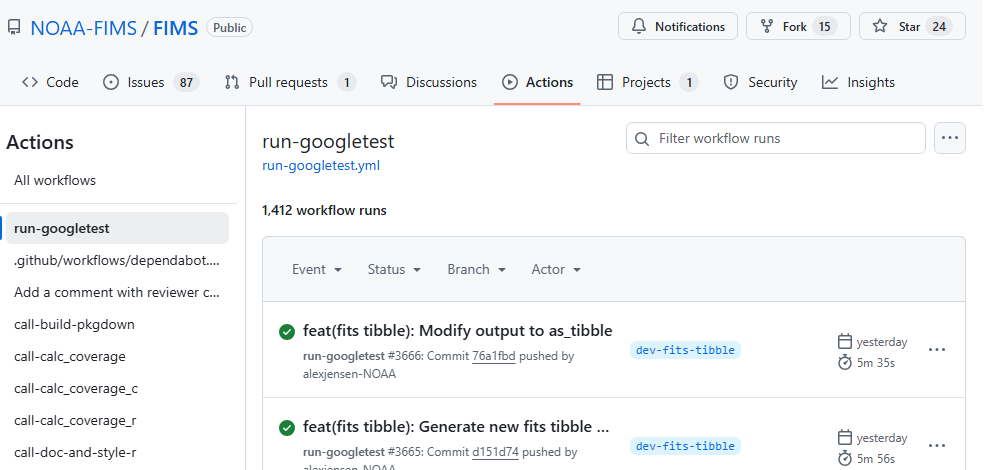 NOAA-FIMS / FIMS Public
Notifications
Fork 15
Star 24
Code
Issues 87
Pull requests 1
Discussions
Actions
Projects 1
Security
Insights
Actions
All workflows
run-googletest
.github/workflows/dependabot....
Add a comment with reviewer c...
call-build-pkgdown
call-calc_coverage
call-calc_coverage_c
call-calc_coverage_r
call-doc-and-style-r
run-googletest
run-googletest.yml
Filter workflow runs
1,412 workflow runs
Event
Status
Branch
Actor
feat(fits tibble): Modify output to as_tibble
run-googletest #3666: Commit 76a1fbd pushed by
alexjensen-NOAA
dev-fits-tibble
yesterday
5m 35s
feat(fits tibble): Generate new fits tibble ...
run-googletest #3665: Commit d151d74 pushed by
alexjensen-NOAA
dev-fits-tibble
yesterday
5m 56s